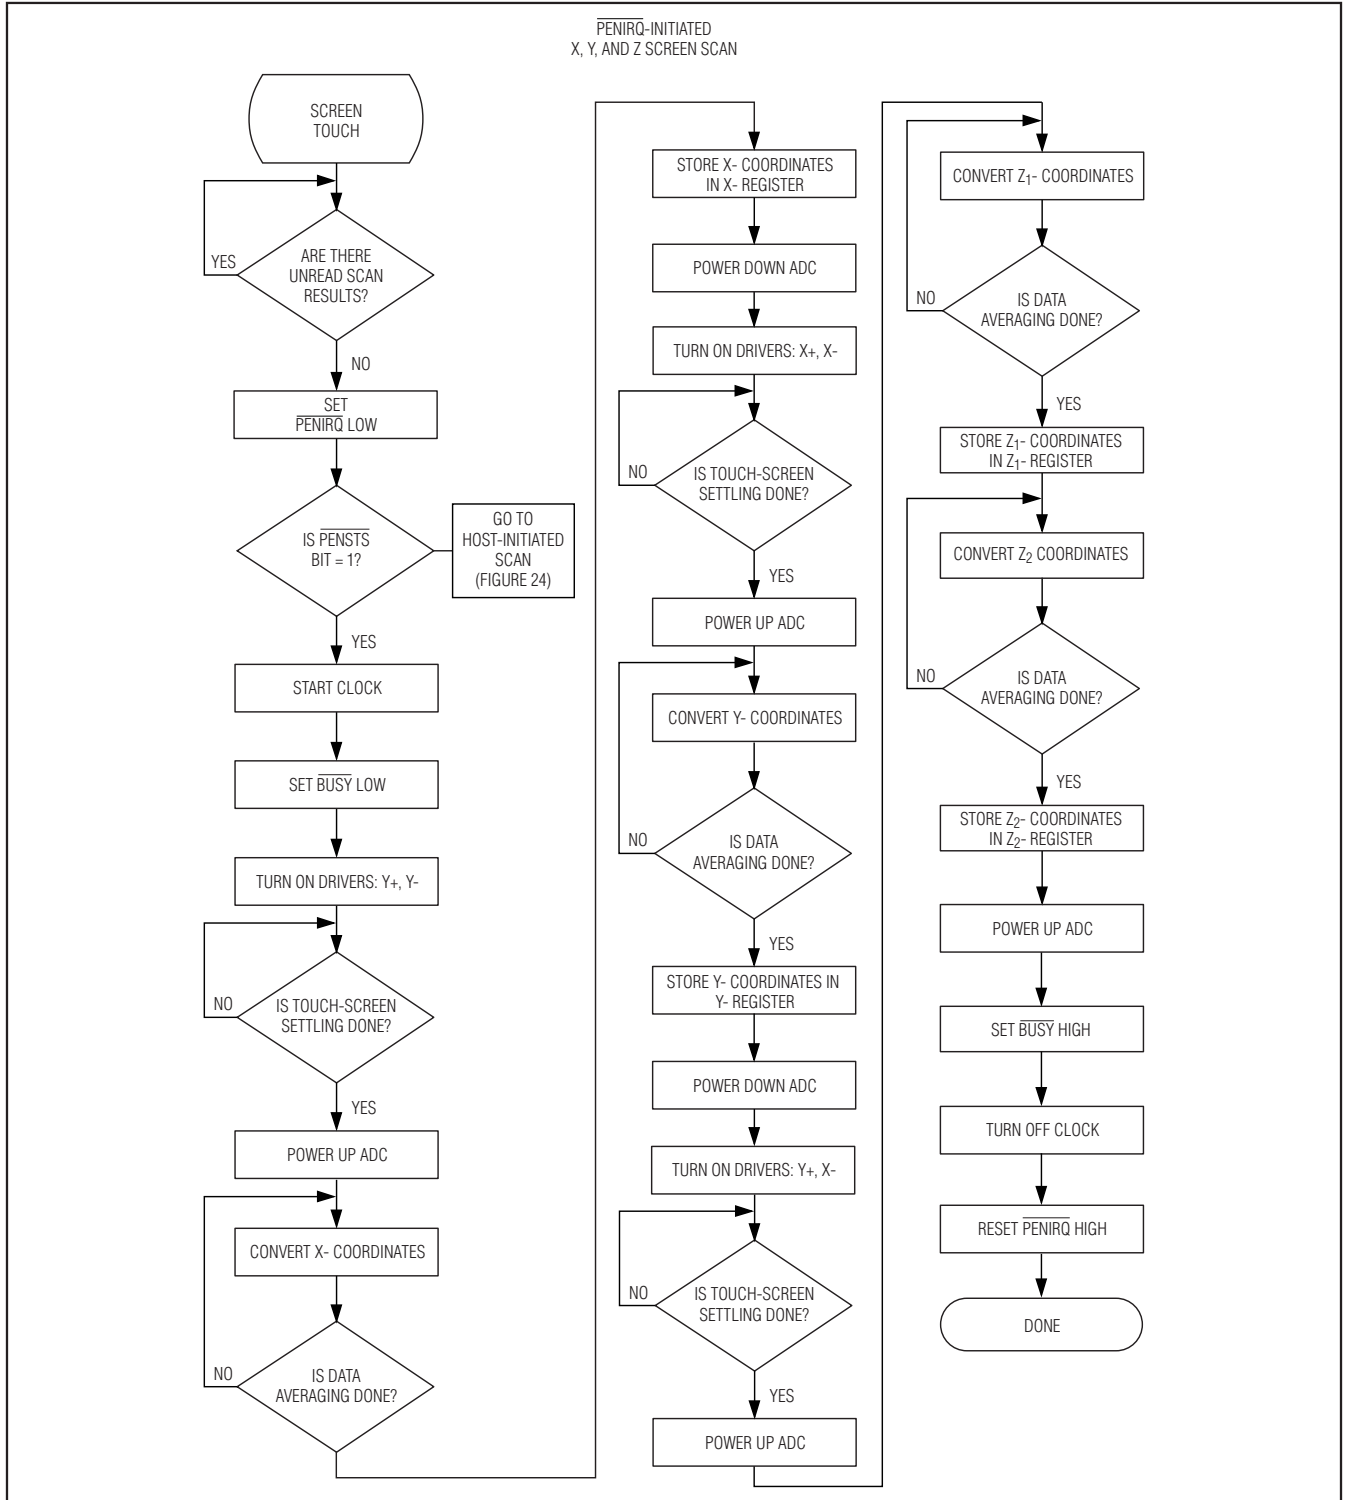 PENIRQ-INITIATED
X, Y, AND Z SCREEN SCAN
SCREEN
TOUCH
YES
ARE THERE
UNREAD SCAN
RESULTS?
NO
SET
PENIRQ LOW
IS PENSTS
BIT = 1?
GO TO
HOST-INITIATED
SCAN
(FIGURE 24)
YES
START CLOCK
SET BUSY LOW
TURN ON DRIVERS: Y+, Y-
NO
IS TOUCH-SCREEN
SETTLING DONE?
YES
POWER UP ADC
CONVERT X- COORDINATES
NO
IS DATA
AVERAGING DONE?
STORE X- COORDINATES
IN X- REGISTER
POWER DOWN ADC
TURN ON DRIVERS: X+, X-
NO
IS TOUCH-SCREEN
SETTLING DONE?
YES
POWER UP ADC
CONVERT Y- COORDINATES
NO
IS DATA
AVERAGING DONE?
YES
STORE Y- COORDINATES IN
Y- REGISTER
POWER DOWN ADC
TURN ON DRIVERS: Y+, X-
NO
IS TOUCH-SCREEN
SETTLING DONE?
YES
POWER UP ADC
CONVERT Z1- COORDINATES
NO
IS DATA
AVERAGING DONE?
YES
STORE Z1- COORDINATES
IN Z1- REGISTER
CONVERT Z2 COORDINATES
NO
IS DATA
AVERAGING DONE?
YES
STORE Z2- COORDINATES
IN Z2- REGISTER
POWER UP ADC
SET BUSY HIGH
TURN OFF CLOCK
RESET PENIRQ HIGH
DONE